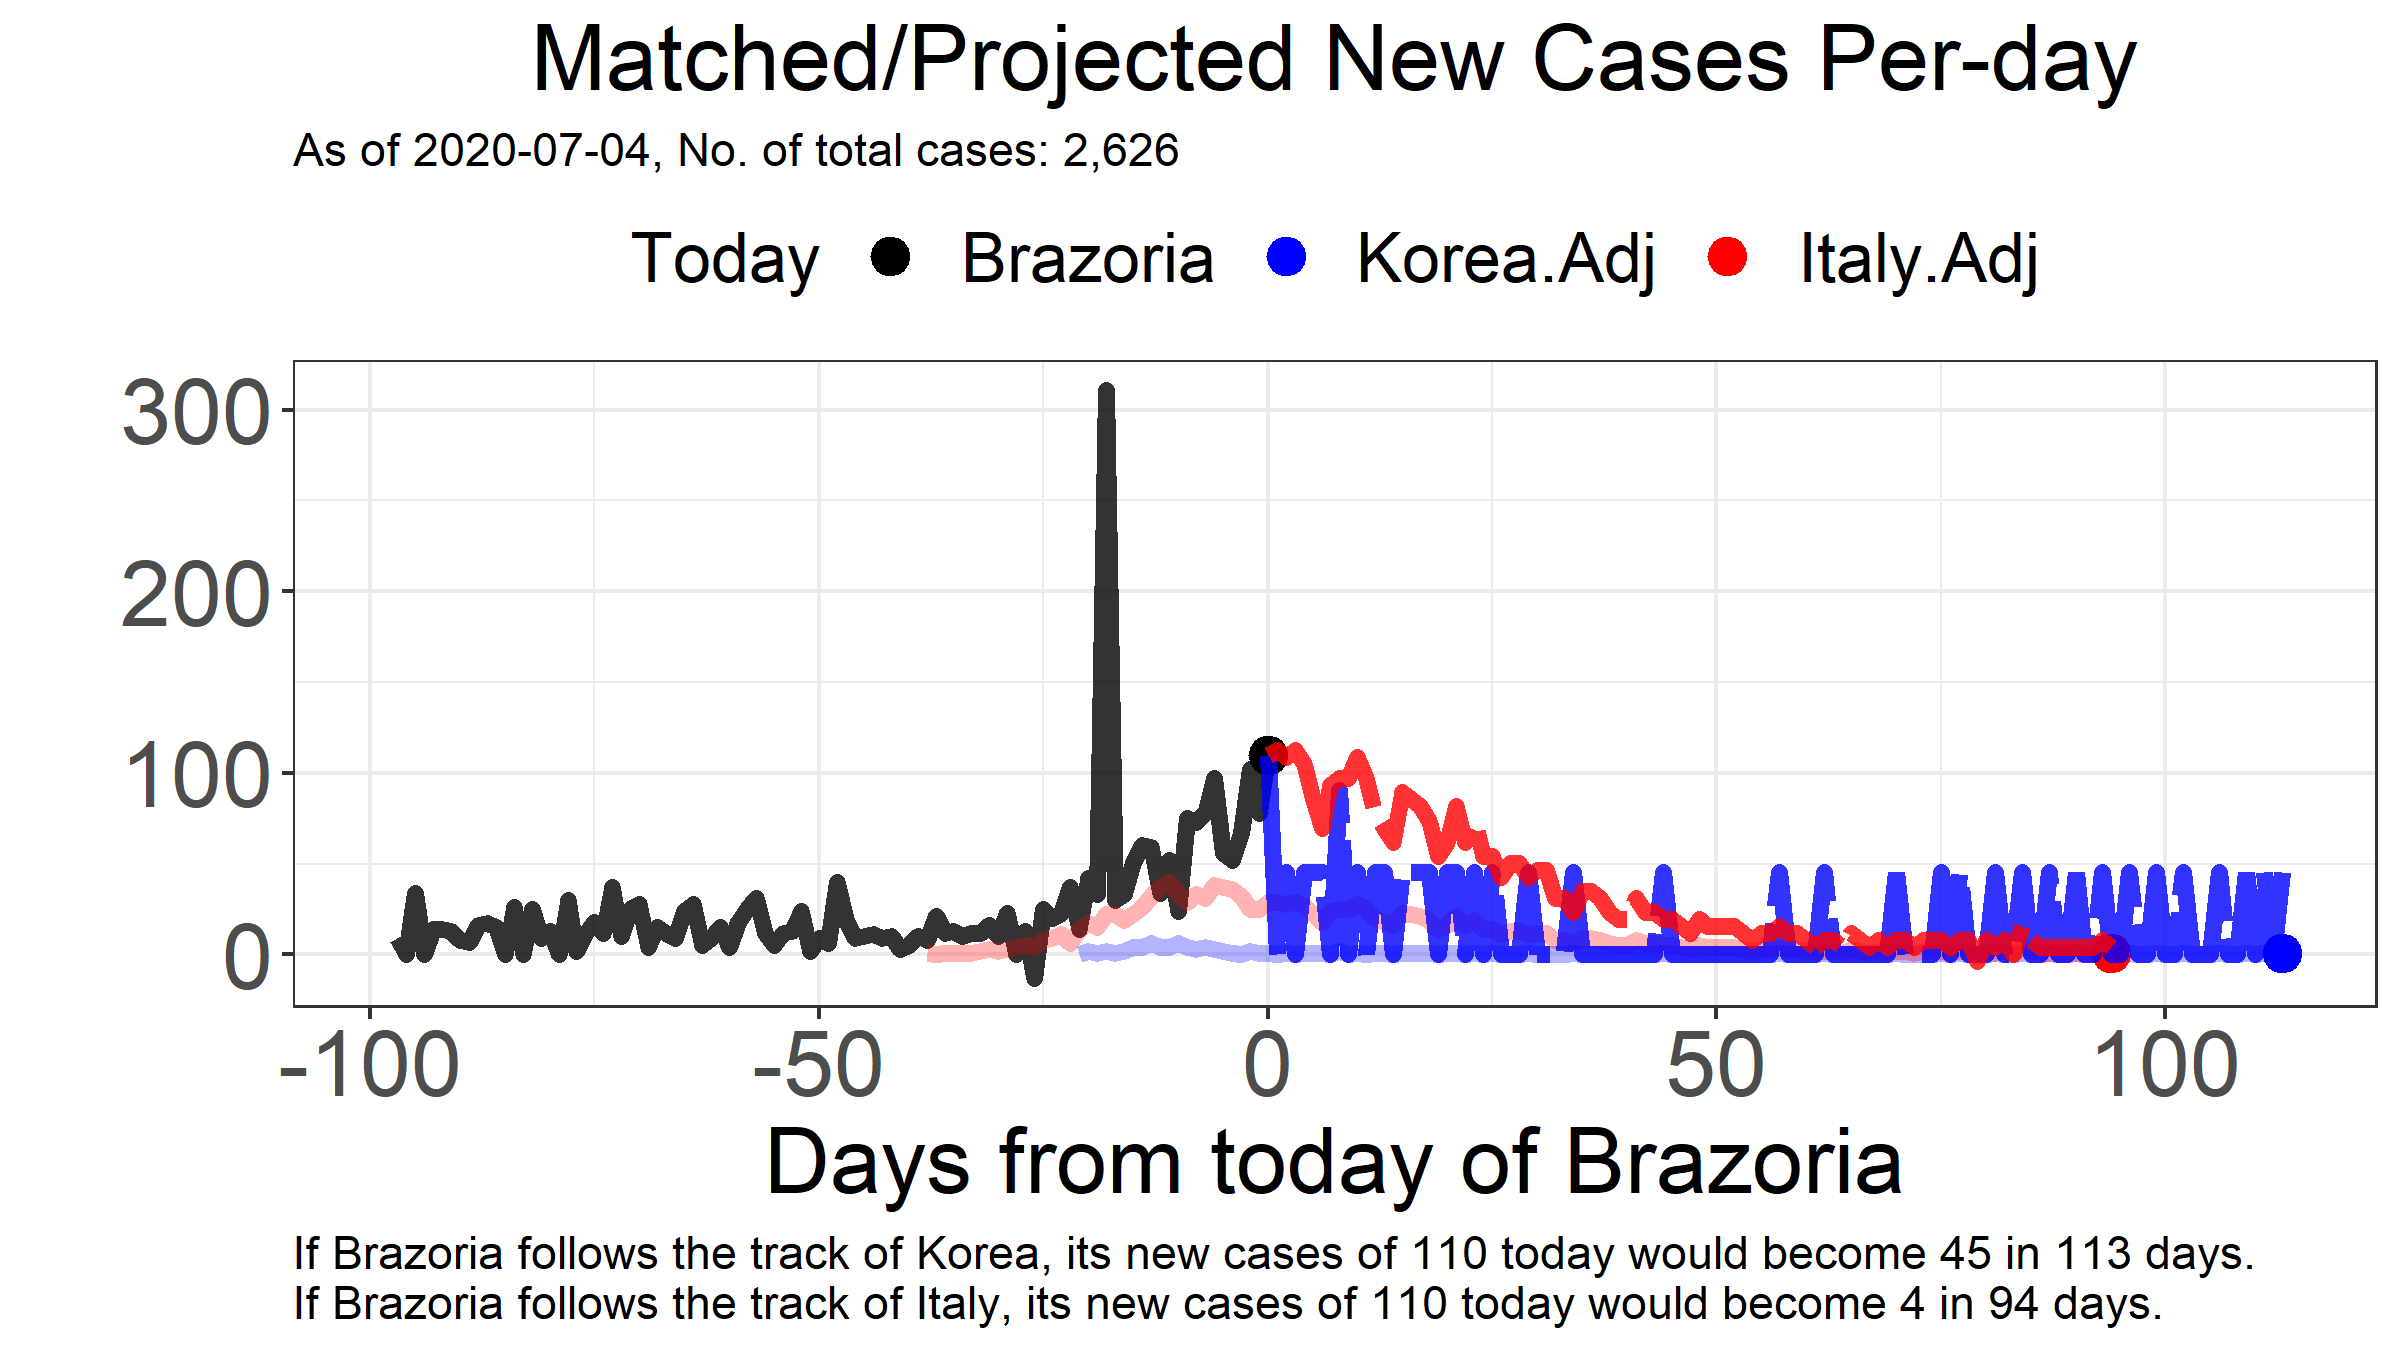 Matched/Projected New Cases Per-day
As of 2020-07-04, No. of total cases: 2,626
Today Brazoria Korea.Adj Italy.Adj
300
200
100
0
-100 -50 0 50 100
Days from today of Brazoria
If Brazoria follows the track of Korea, its new cases of 110 today would become 45 in 113 days.
If Brazoria follows the track of Italy, its new cases of 110 today would become 4 in 94 days.